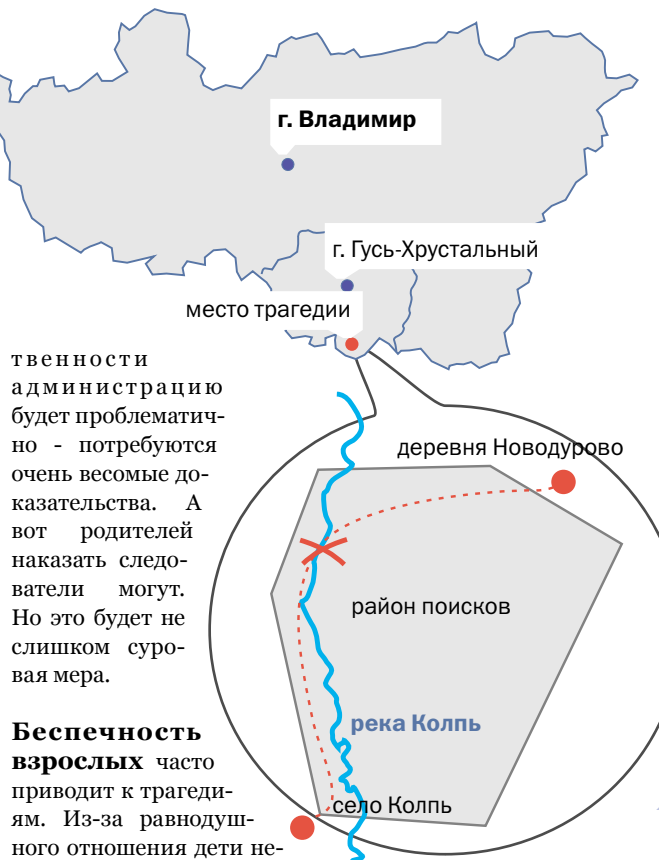 г. Владимир
г. Гусь-Хрустальный
место трагедии
твенности
администрацию
будет проблематич-
но - потребуются
очень весомые до-
казательства. А
вот родителей
наказать следо-
ватели могут.
Но это будет не
слишком суро-
вая мера.
Беспечность
взрослых часто
приводит к трагеди-
ям. Из-за равнодуш-
ного отношения дети не-
деревня Новодурово
район поисков
река Колпь
село Колпь